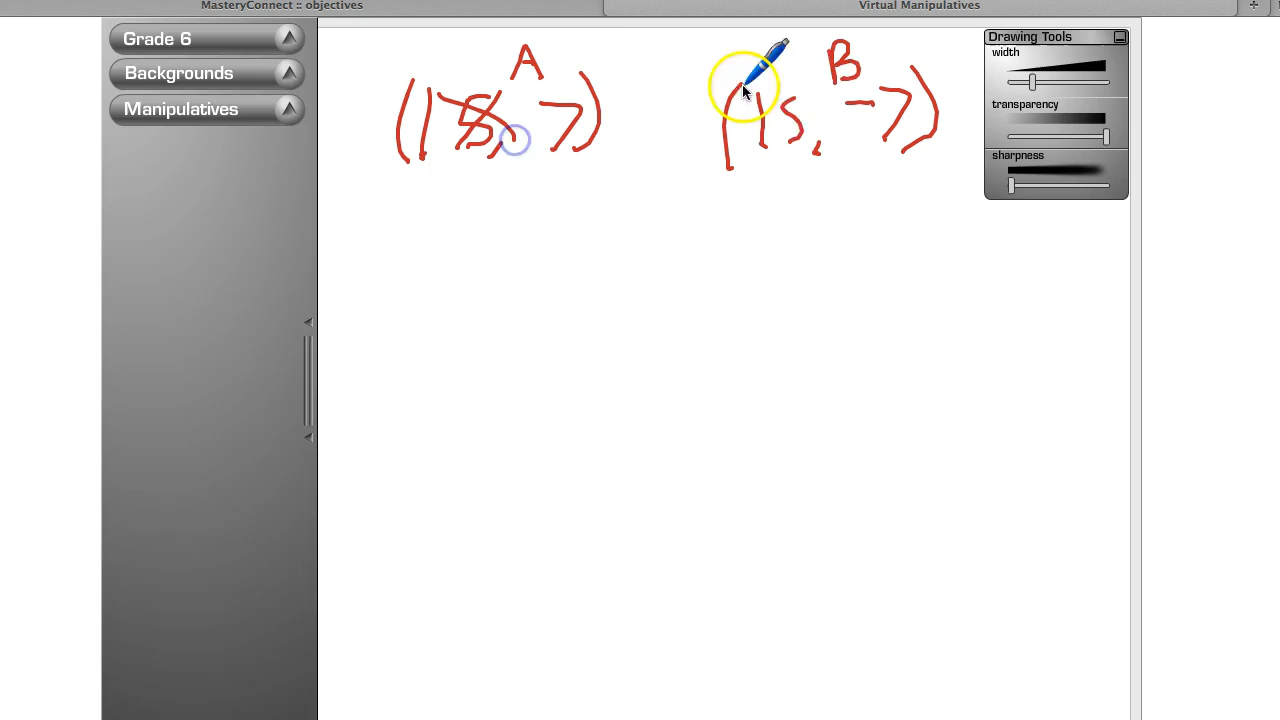 MasteryConnect :: objectives
Virtual Manipulatives +
Grade 6
Backgrounds
Manipulatives
A
(15, 7)
B
(15, -7)
Drawing Tools
width
transparency
sharpness